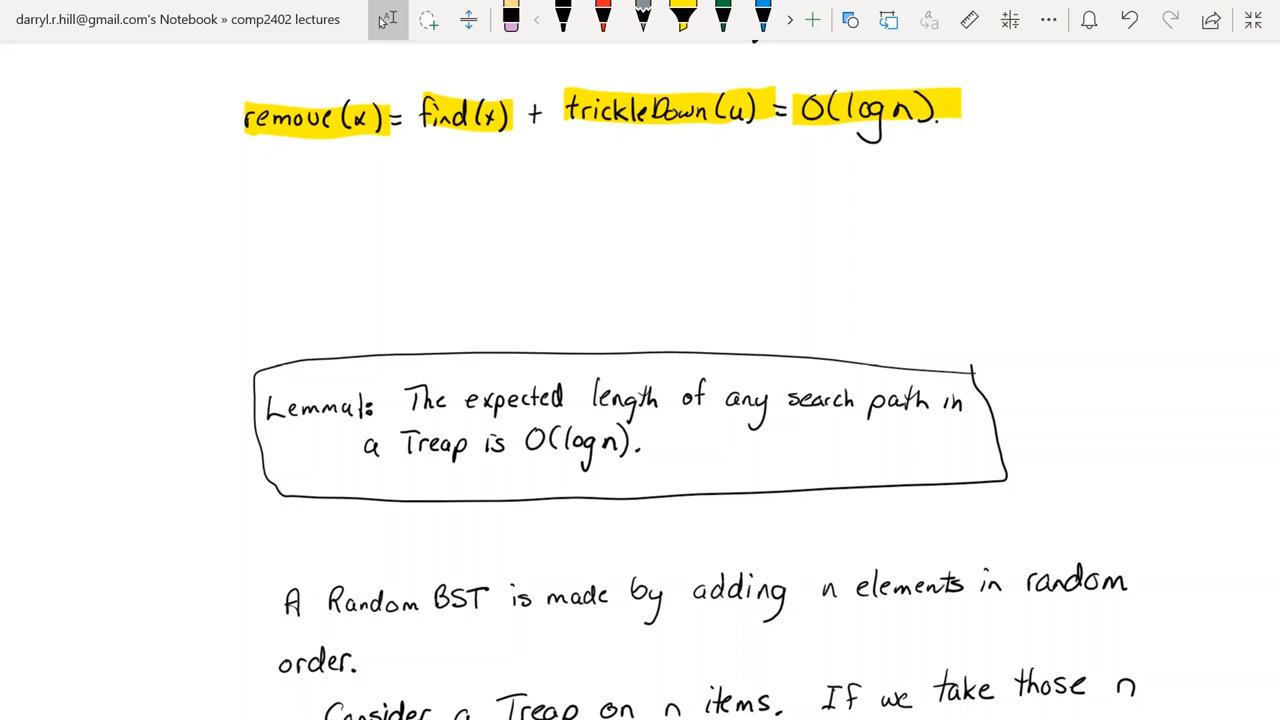 darryl.r.hill@gmail.com's Notebook » comp2402 lectures
remove(x) = find(x) + trickleDown(u) = O(log n).
Lemma1: The expected length of any search path in
a Treap is O(log n).
A Random BST is made by adding n elements in random
order.
Consider a Treap on n items. If we take those n